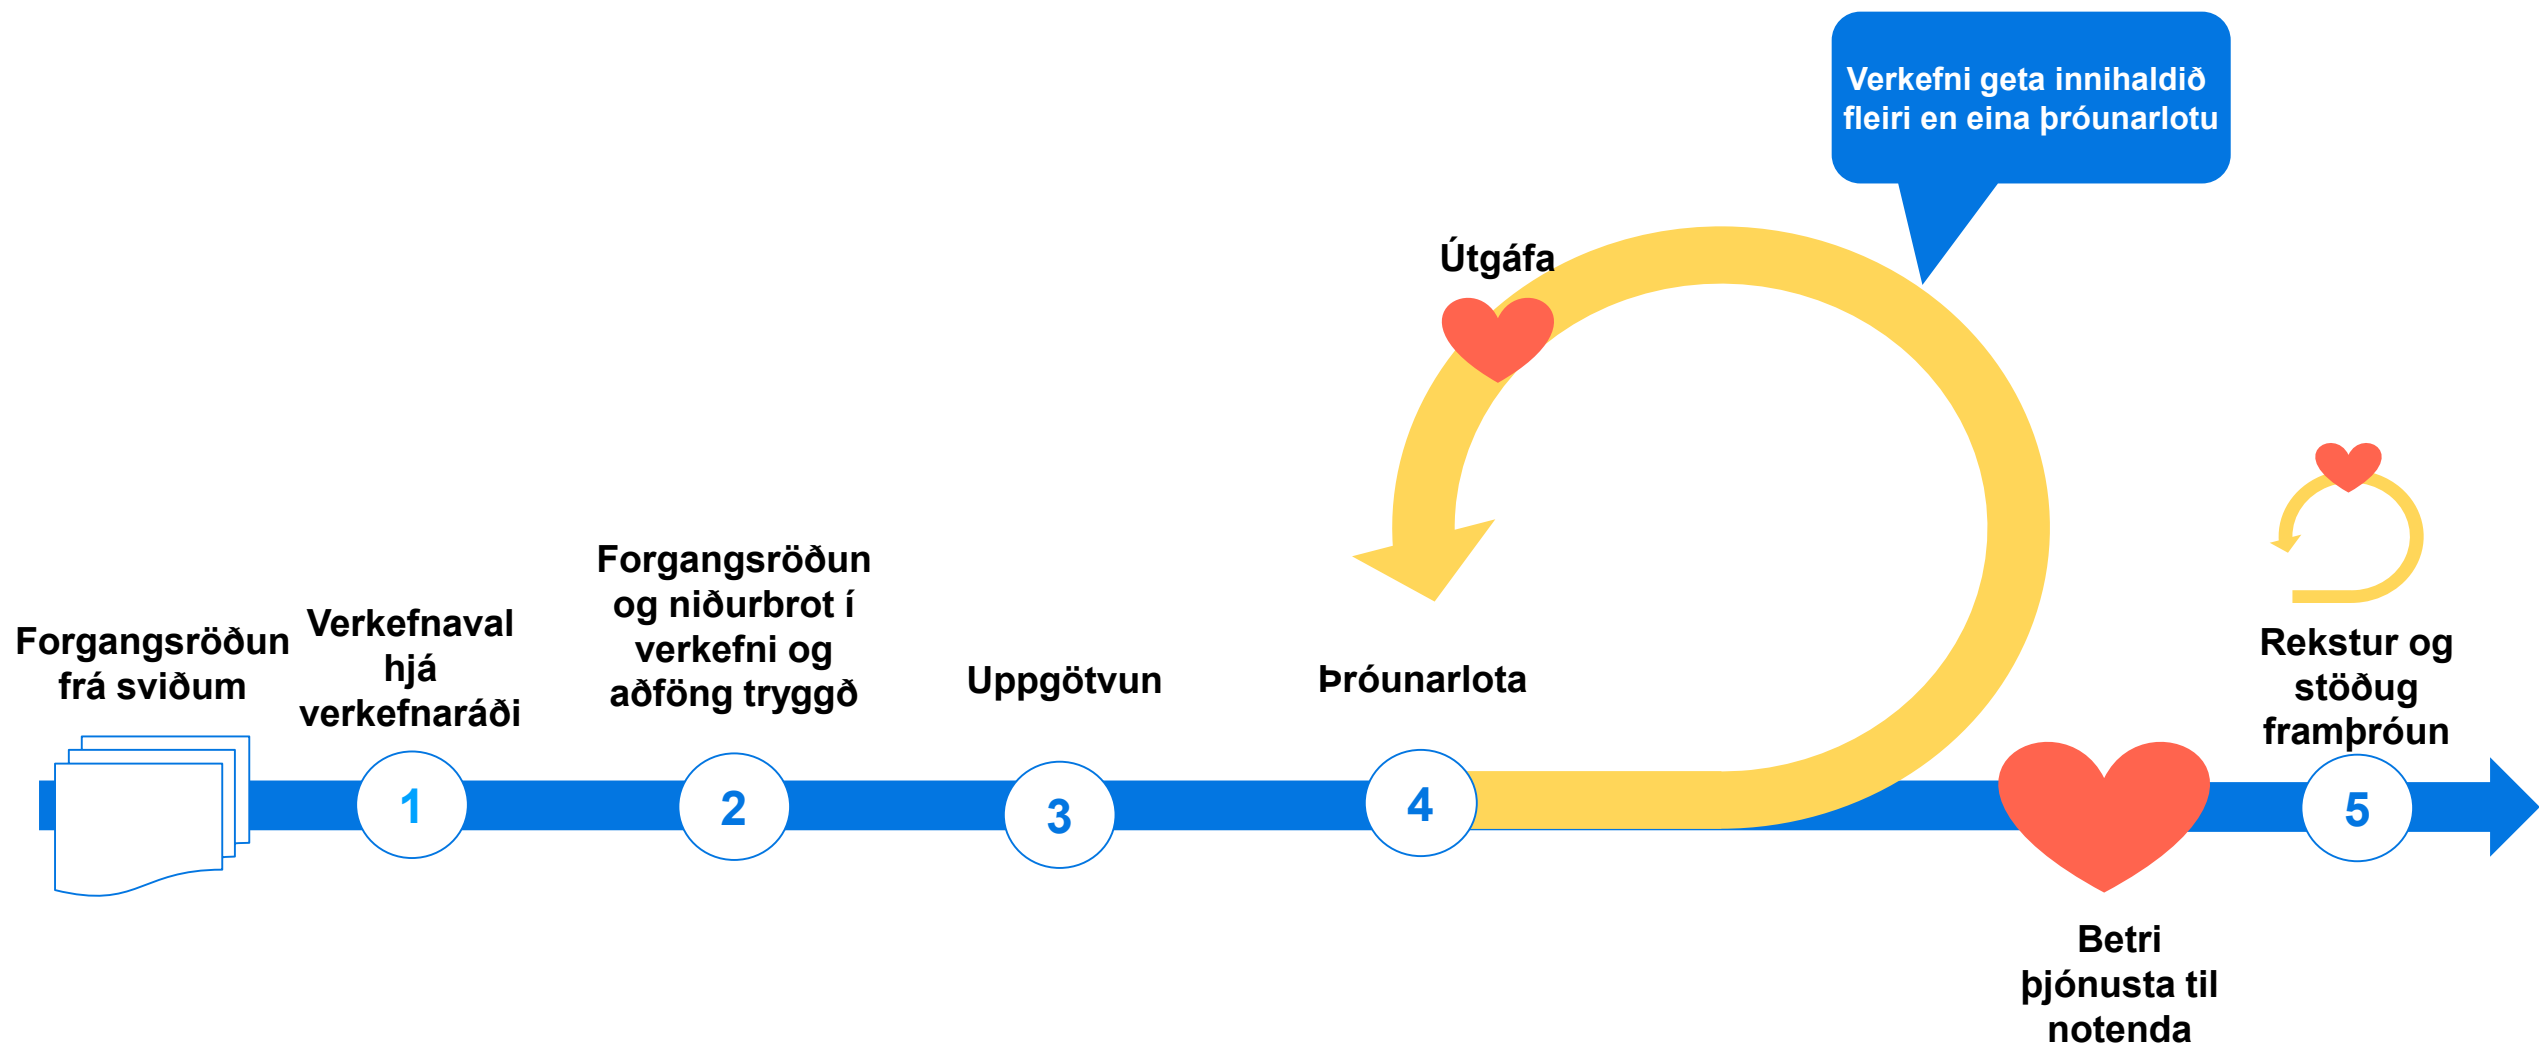 Verkefni geta innihaldið
fleiri en eina þróunarlotu
Útgáfa
Forgangsröðun
frá sviðum
Verkefnaval
hjá
verkefnaráði
Forgangsröðun
og niðurbrot í
verkefni og
aðföng tryggð
Uppgötvun
Þróunarlota
Rekstur og
stöðug
framþróun
1
2
3
4
5
Betri
þjónusta til
notenda